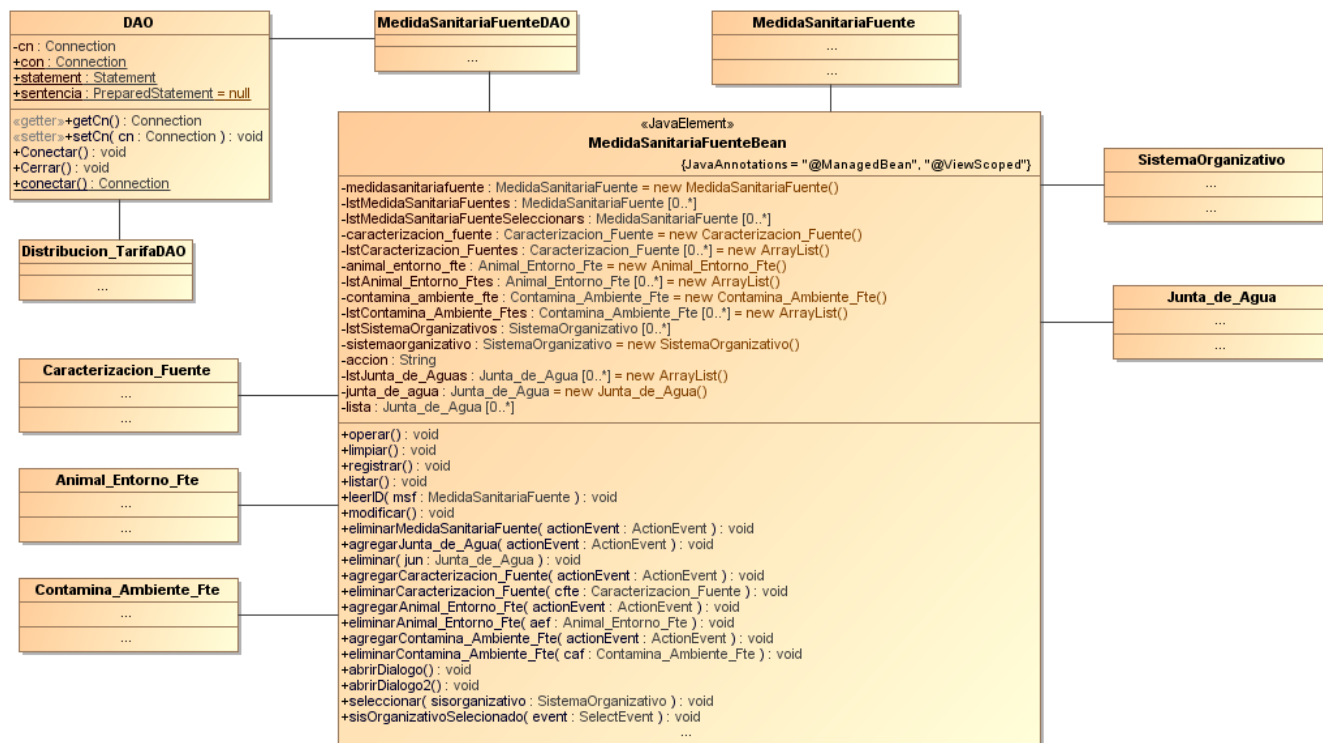 DAO
-cn : Connection
+con : Connection
+statement : Statement
+sentencia : PreparedStatement = null
«getter»+getCn() : Connection
«setter»+setCn( cn : Connection ) : void
+Conectar() : void
+Cerrar() : void
+conectar() : Connection
MedidaSanitariaFuenteDAO
...
MedidaSanitariaFuente
...
...
Distribucion_TarifaDAO
...
Caracterizacion_Fuente
...
...
Animal_Entorno_Fte
...
...
Contamina_Ambiente_Fte
...
...
«JavaElement»
MedidaSanitariaFuenteBean
{JavaAnnotations = "@ManagedBean", "@ViewScoped"}
-medidasanitariafuente : MedidaSanitariaFuente = new MedidaSanitariaFuente()
-lstMedidaSanitariaFuentes : MedidaSanitariaFuente [0..*]
-lstMedidaSanitariaFuenteSeleccionars : MedidaSanitariaFuente [0..*]
-caracterizacion_fuente : Caracterizacion_Fuente = new Caracterizacion_Fuente()
-lstCaracterizacion_Fuentes : Caracterizacion_Fuente [0..*] = new ArrayList()
-animal_entorno_fte : Animal_Entorno_Fte = new Animal_Entorno_Fte()
-lstAnimal_Entorno_Ftes : Animal_Entorno_Fte [0..*] = new ArrayList()
-contamina_ambiente_fte : Contamina_Ambiente_Fte = new Contamina_Ambiente_Fte()
-lstContamina_Ambiente_Ftes : Contamina_Ambiente_Fte [0..*] = new ArrayList()
-lstSistemaOrganizativos : SistemaOrganizativo [0..*]
-sistemaorganizativo : SistemaOrganizativo = new SistemaOrganizativo()
-accion : String
-lstJunta_de_Aguas : Junta_de_Agua [0..*] = new ArrayList()
-junta_de_agua : Junta_de_Agua = new Junta_de_Agua()
-lista : Junta_de_Agua [0..*]
+operar() : void
+limpiar() : void
+registrar() : void
+listar() : void
+leerID( msf : MedidaSanitariaFuente ) : void
+modificar() : void
+eliminarMedidaSanitariaFuente( actionEvent : ActionEvent ) : void
+agregarJunta_de_Agua( actionEvent : ActionEvent ) : void
+eliminar( jun : Junta_de_Agua ) : void
+agregarCaracterizacion_Fuente( actionEvent : ActionEvent ) : void
+eliminarCaracterizacion_Fuente( cfte : Caracterizacion_Fuente ) : void
+agregarAnimal_Entorno_Fte( actionEvent : ActionEvent ) : void
+eliminarAnimal_Entorno_Fte( aef : Animal_Entorno_Fte ) : void
+agregarContamina_Ambiente_Fte( actionEvent : ActionEvent ) : void
+eliminarContamina_Ambiente_Fte( caf : Contamina_Ambiente_Fte ) : void
+abrirDialogo() : void
+abrirDialogo2() : void
+seleccionar( sisorganizativo : SistemaOrganizativo ) : void
+sisOrganizativoSelecionado( event : SelectEvent ) : void
...
SistemaOrganizativo
...
...
Junta_de_Agua
...
...